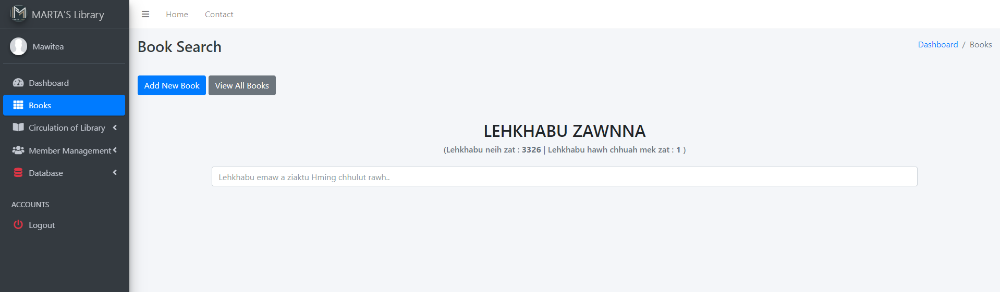 MARTA'S Library
Home
Contact
Mawitea
Book Search
Dashboard / Books
Dashboard
Add New Book
View All Books
Books
Circulation of Library
Member Management
Database
LEHKHABU ZAWNNA
(Lehkhabu neih zat : 3326 | Lehkhabu hawh chhuah mek zat : 1 )
Lehkhabu emaw a ziaktu Hming chhulut rawh..
ACCOUNTS
Logout